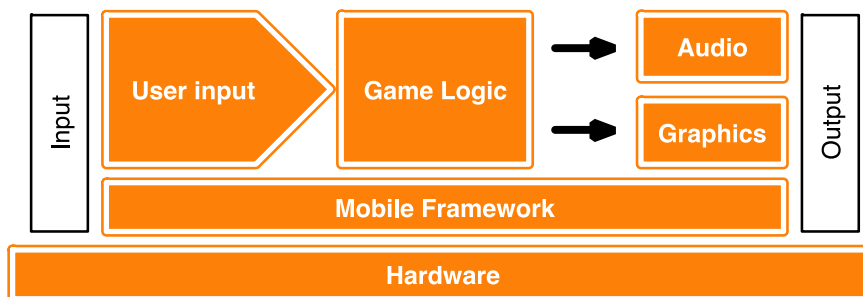 Input
User input
Game Logic
Audio
Graphics
Output
Mobile Framework
Hardware